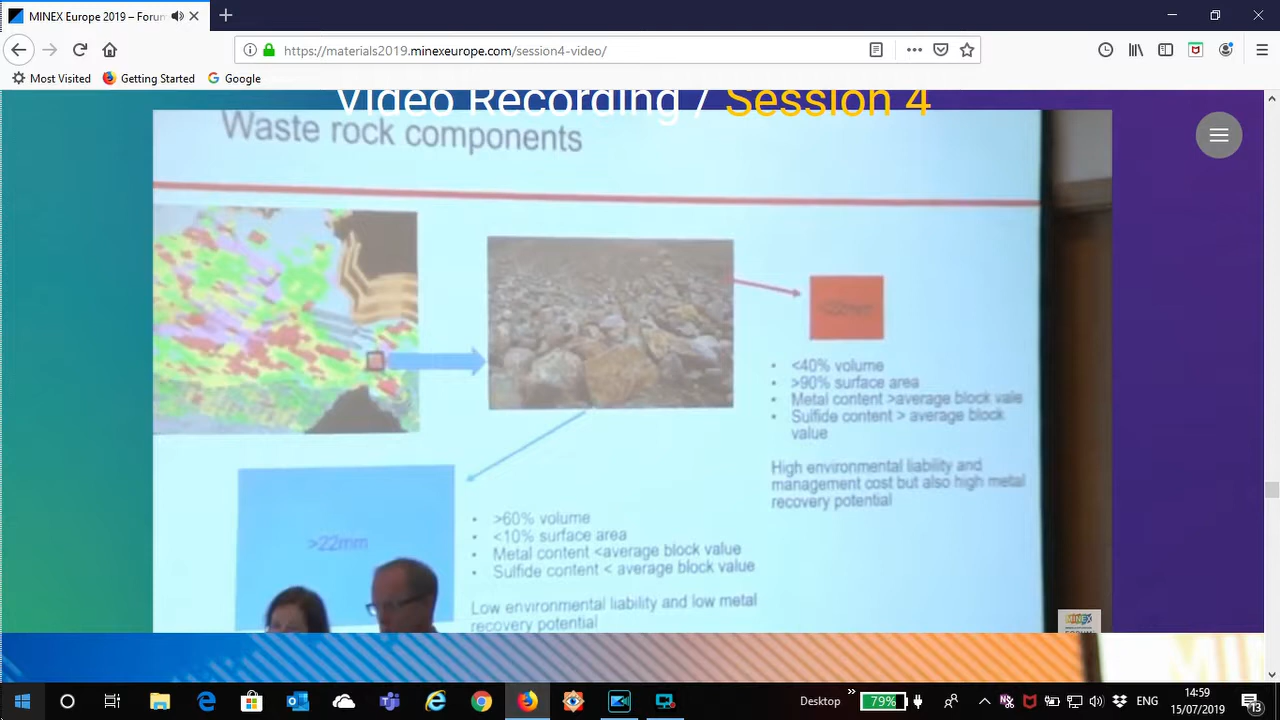 MINEX Europe 2019 – Forum
https://materials2019.minexeurope.com/session4-video/
Most Visited
Getting Started
Google
Video Recording / Session 4
Waste rock components
• <40% volume
• >90% surface area
• Metal content >average block vale
• Sulfide content > average block
value
High environmental liability and
management cost but also high metal
recovery potential
>22mm
• >60% volume
• <10% surface area
• Metal content <average block value
• Sulfide content < average block value
Low environmental liability and low metal
recovery potential
MINEX
FORUM
Desktop
79%
ENG
14:59
15/07/2019
13